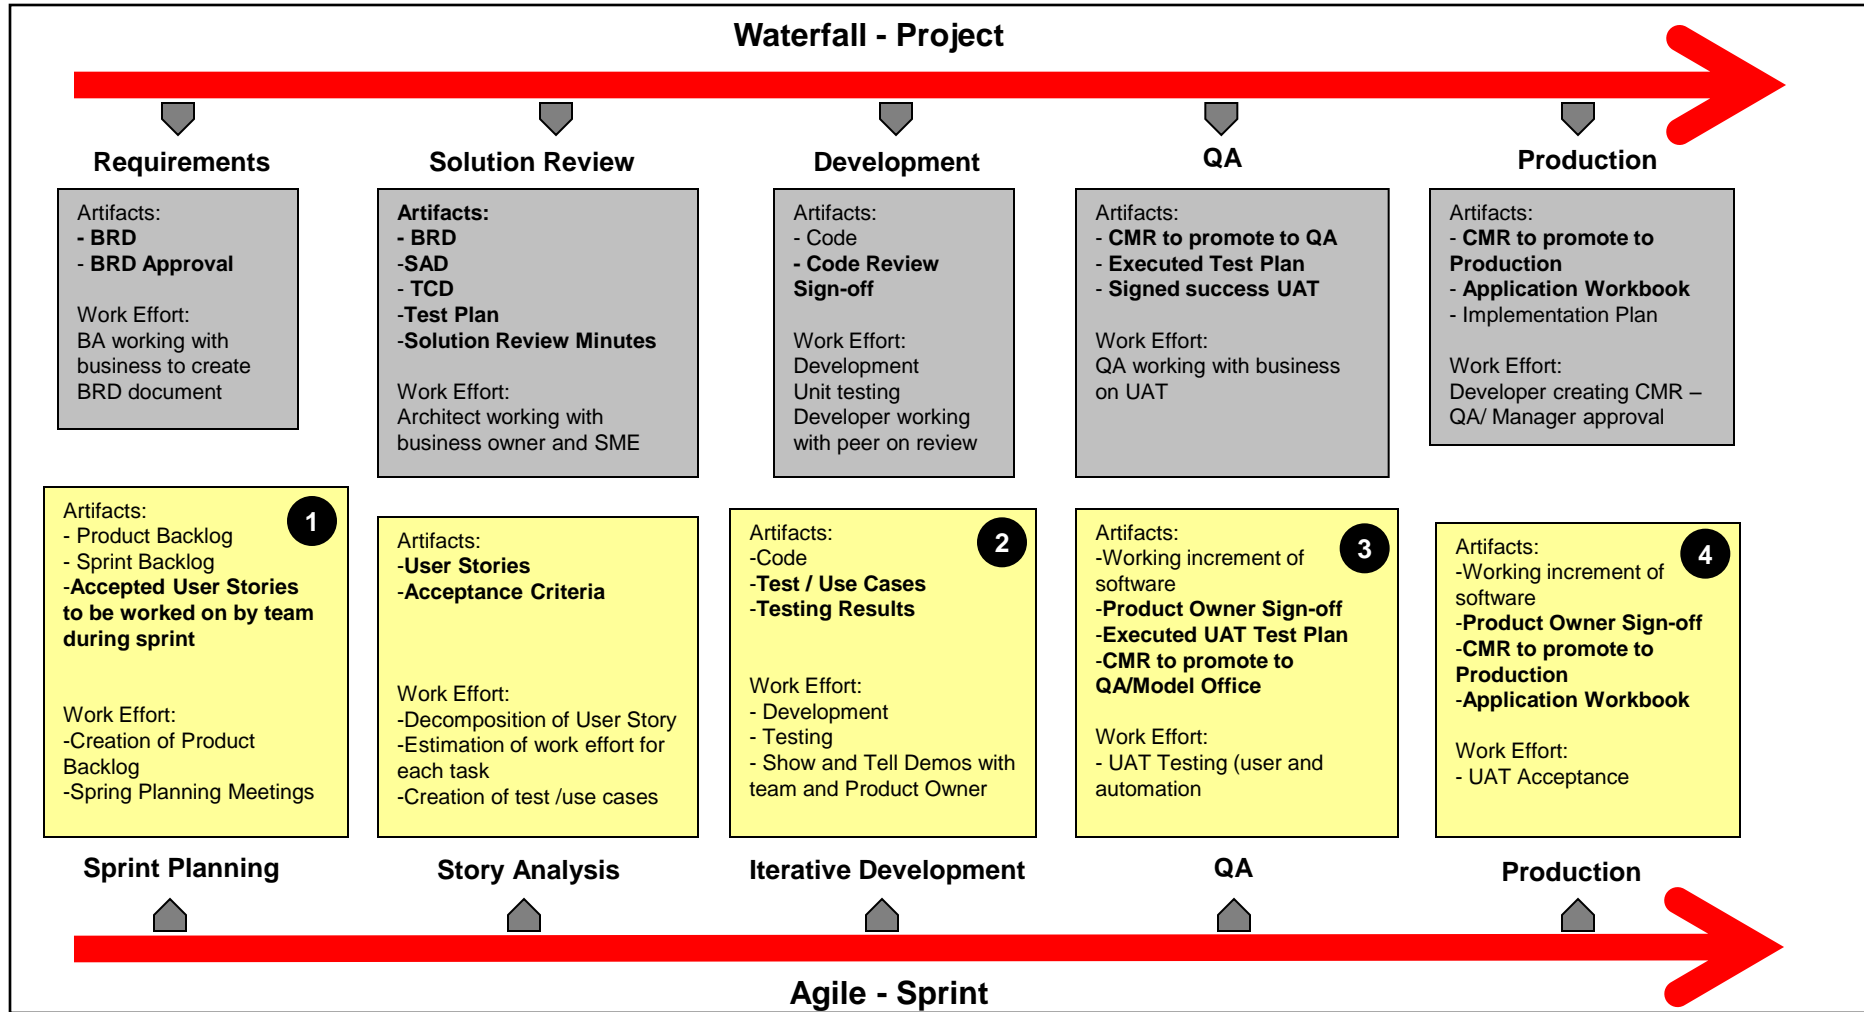 Waterfall - Project
Requirements
Artifacts:
- BRD
- BRD Approval
Work Effort:
BA working with
business to create
BRD document
Solution Review
Artifacts:
- BRD
-SAD
- TCD
-Test Plan
-Solution Review Minutes
Work Effort:
Architect working with
business owner and SME
Development
Artifacts:
- Code
- Code Review
Sign-off
Work Effort:
Development
Unit testing
Developer working
with peer on review
QA
Artifacts:
- CMR to promote to QA
- Executed Test Plan
- Signed success UAT
Work Effort:
QA working with business
on UAT
Production
Artifacts:
- CMR to promote to
Production
- Application Workbook
- Implementation Plan
Work Effort:
Developer creating CMR –
QA/ Manager approval
1
Artifacts:
- Product Backlog
- Sprint Backlog
-Accepted User Stories
to be worked on by team
during sprint
Work Effort:
-Creation of Product
Backlog
-Spring Planning Meetings
Sprint Planning
Artifacts:
-User Stories
-Acceptance Criteria
Work Effort:
-Decomposition of User Story
-Estimation of work effort for
each task
-Creation of test /use cases
Story Analysis
2
Artifacts:
-Code
-Test / Use Cases
-Testing Results
Work Effort:
- Development
- Testing
- Show and Tell Demos with
team and Product Owner
Iterative Development
3
Artifacts:
-Working increment of
software
-Product Owner Sign-off
-Executed UAT Test Plan
-CMR to promote to
QA/Model Office
Work Effort:
- UAT Testing (user and
automation
QA
4
Artifacts:
-Working increment of
software
-Product Owner Sign-off
-CMR to promote to
Production
-Application Workbook
Work Effort:
- UAT Acceptance
Production
Agile - Sprint